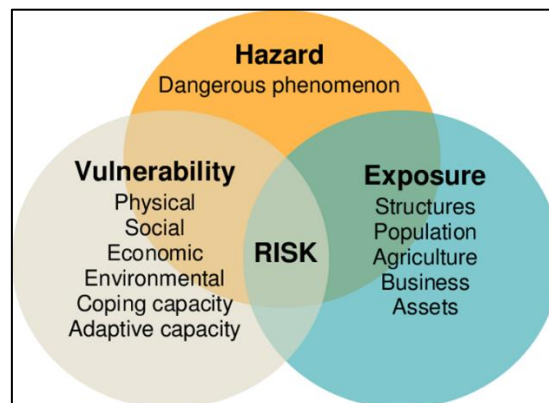 Hazard
Dangerous phenomenon
Vulnerability
Physical
Social
Economic
Environmental
Coping capacity
Adaptive capacity
RISK
Exposure
Structures
Population
Agriculture
Business
Assets